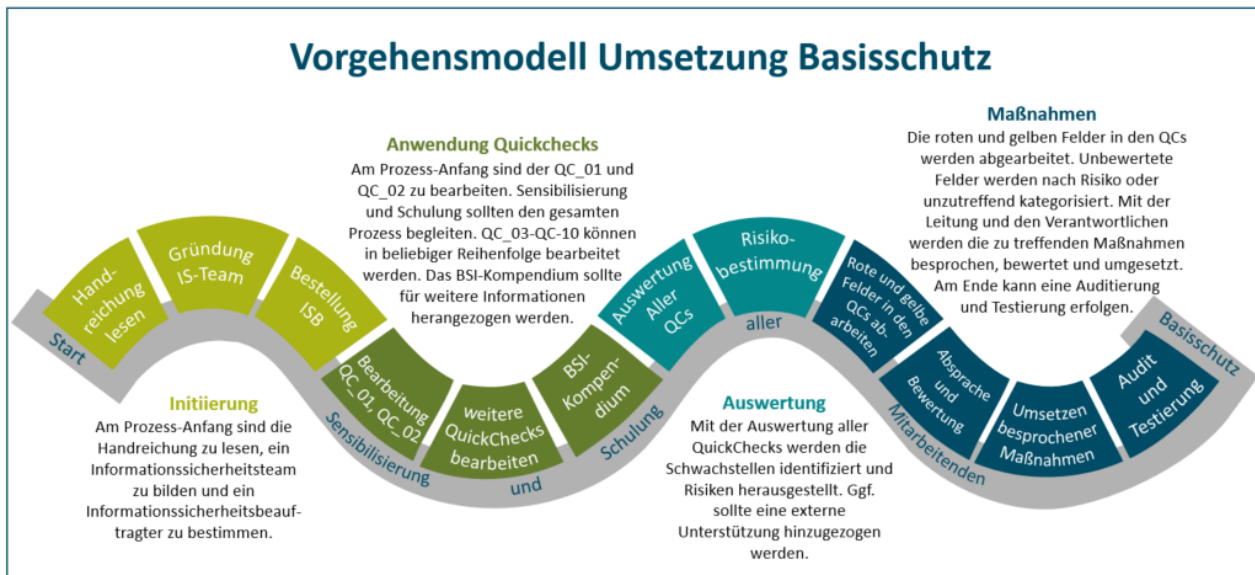 Vorgehensmodell Umsetzung Basisschutz
Start
Hand-
reichung
lesen
Gründung
IS-Team
Bestellung
ISB
Initiierung
Am Prozess-Anfang sind die
Handreichung zu lesen, ein
Informationssicherheitsteam
zu bilden und ein
Informationssicherheitsbeauf-
tragter zu bestimmen.
Anwendung Quickchecks
Am Prozess-Anfang sind der QC_01 und
QC_02 zu bearbeiten. Sensibilisierung
und Schulung sollten den gesamten
Prozess begleiten. QC_03-QC-10 können
in beliebiger Reihenfolge bearbeitet
werden. Das BSI-Kompendium sollte
für weitere Informationen
herangezogen werden.
Bearbeitung
QC_01, QC_02
weitere
QuickChecks
bearbeiten
BSI-
Kompen-
dium
Sensibilisierung
und
Schulung
aller
Mitarbeitenden
Auswertung
Aller
QCs
Risiko-
bestimmung
Auswertung
Mit der Auswertung aller
QuickChecks werden die
Schwachstellen identifiziert und
Risiken herausgestellt. Ggf.
sollte eine externe
Unterstützung hinzugezogen
werden.
Maßnahmen
Die roten und gelben Felder in den QCs
werden abgearbeitet. Unbewertete
Felder werden nach Risiko oder
unzutreffend kategorisiert. Mit der
Leitung und den Verantwortlichen
werden die zu treffenden Maßnahmen
besprochen, bewertet und umgesetzt.
Am Ende kann eine Auditierung
und Testierung erfolgen.
Rote und gelbe
Felder in den
QCs ab-
arbeiten
Absprache
und
Bewertung
Umsetzen
besprochener
Maßnahmen
Audit
und
Testierung
Basisschutz